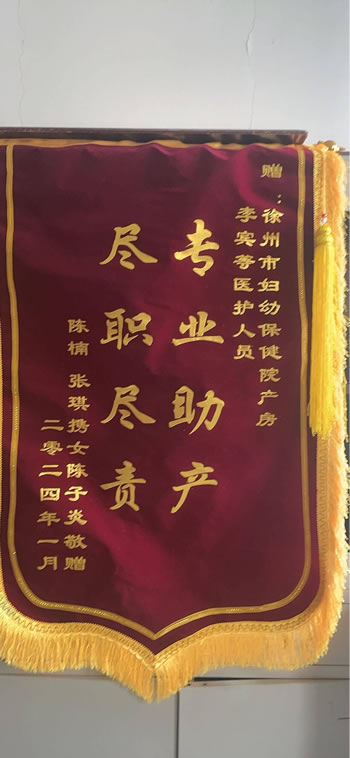 赠：徐州市妇幼保健院产房
李宾等医护人员
专业助产
尽职尽责
陈楠 张琪携女陈子炎敬赠
二零二四年一月